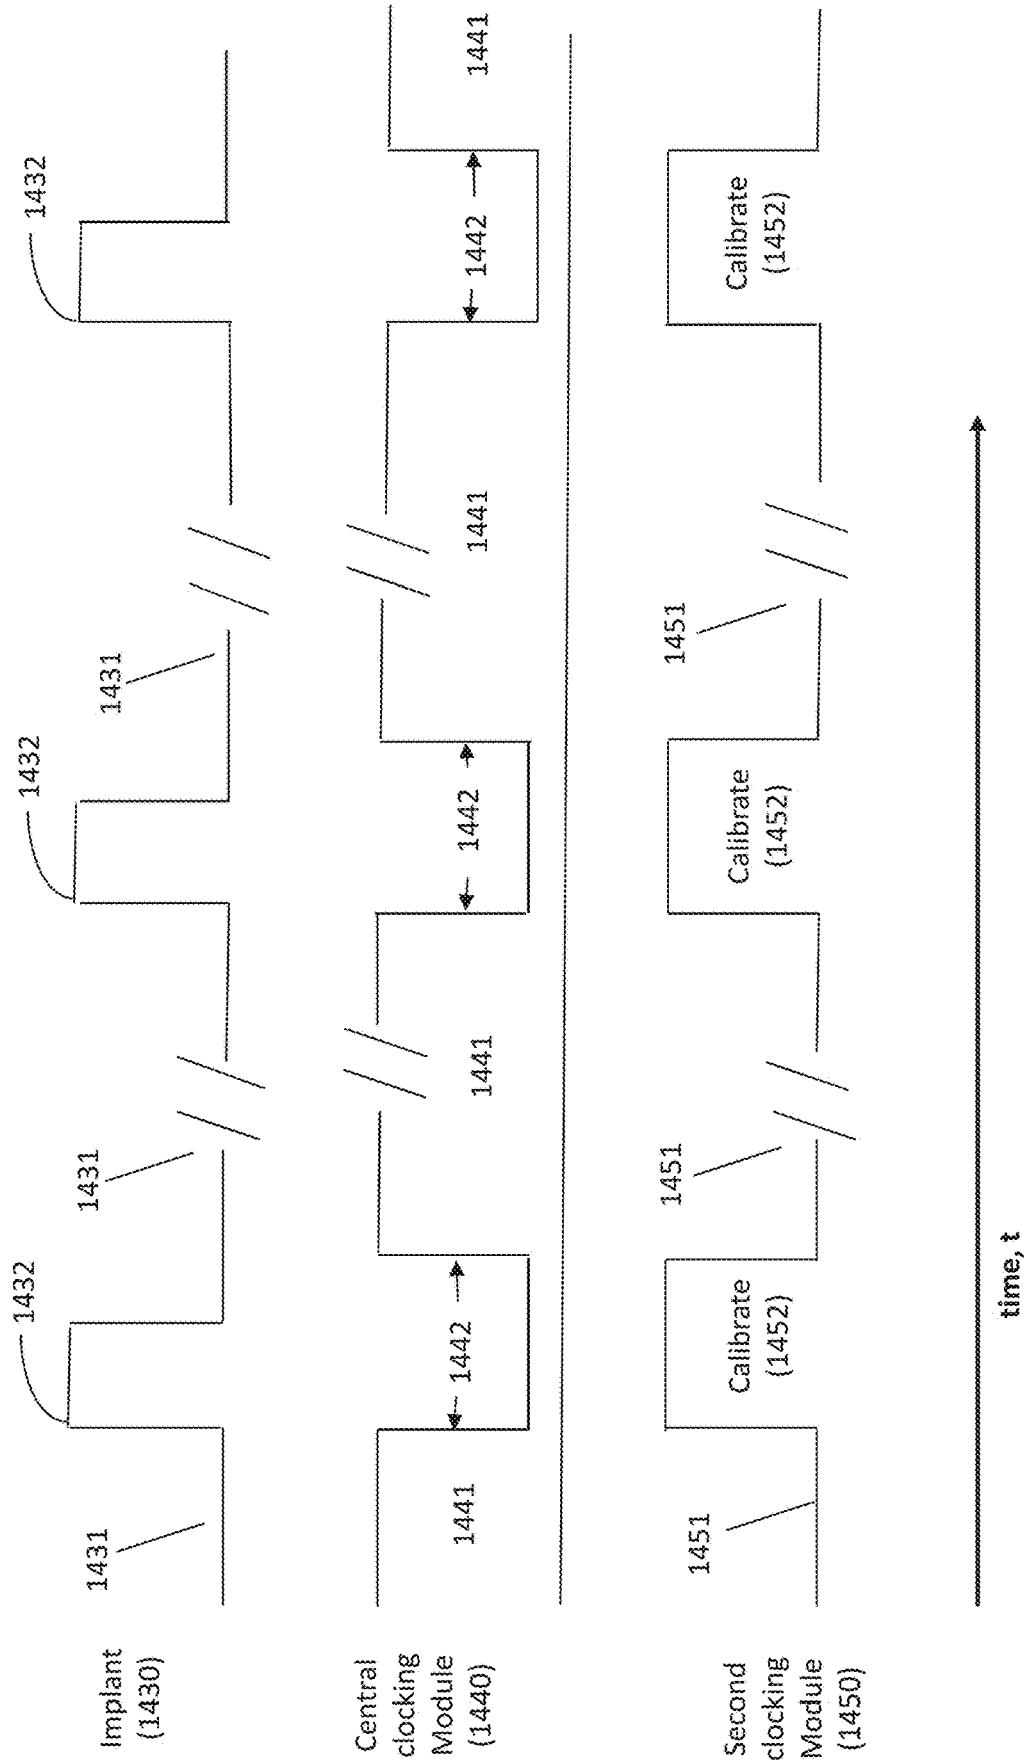 1432
1432
1432
Implant
(1430)
1431
1431
1431
Central
clocking
Module
(1440)
1441
1442
1441
1442
1441
1442
1441
Second
clocking
Module
(1450)
1451
Calibrate
(1452)
1451
Calibrate
(1452)
1451
Calibrate
(1452)
time, t